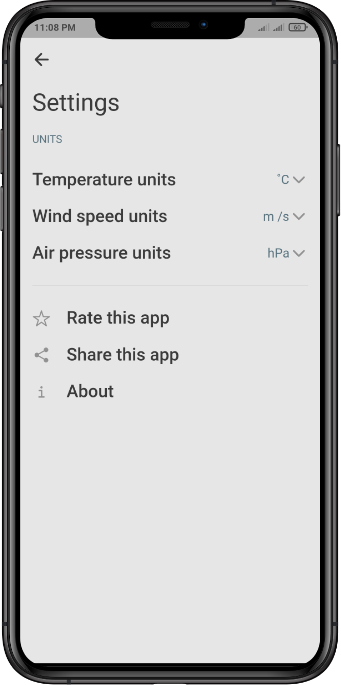 11:08 PM 60
Settings
UNITS
Temperature units °C
Wind speed units m /s
Air pressure units hPa
Rate this app
Share this app
i About